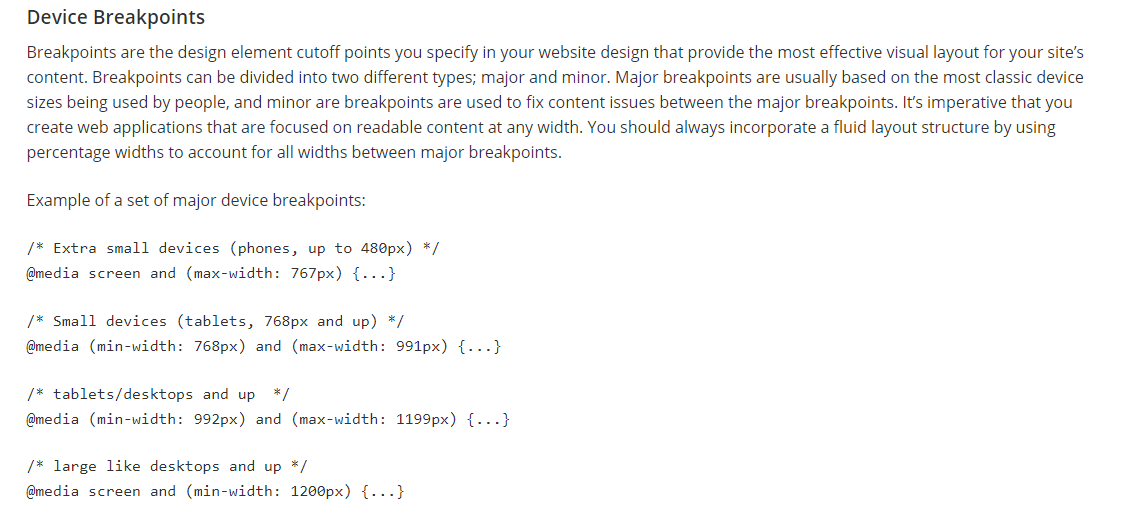 Device Breakpoints
Breakpoints are the design element cutoff points you specify in your website design that provide the most effective visual layout for your site’s
content. Breakpoints can be divided into two different types; major and minor. Major breakpoints are usually based on the most classic device
sizes being used by people, and minor are breakpoints are used to fix content issues between the major breakpoints. It’s imperative that you
create web applications that are focused on readable content at any width. You should always incorporate a fluid layout structure by using
percentage widths to account for all widths between major breakpoints.
Example of a set of major device breakpoints:
/* Extra small devices (phones, up to 480px) */
@media screen and (max-width: 767px) {...}
/* Small devices (tablets, 768px and up) */
@media (min-width: 768px) and (max-width: 991px) {...}
/* tablets/desktops and up  */
@media (min-width: 992px) and (max-width: 1199px) {...}
/* large like desktops and up */
@media screen and (min-width: 1200px) {...}